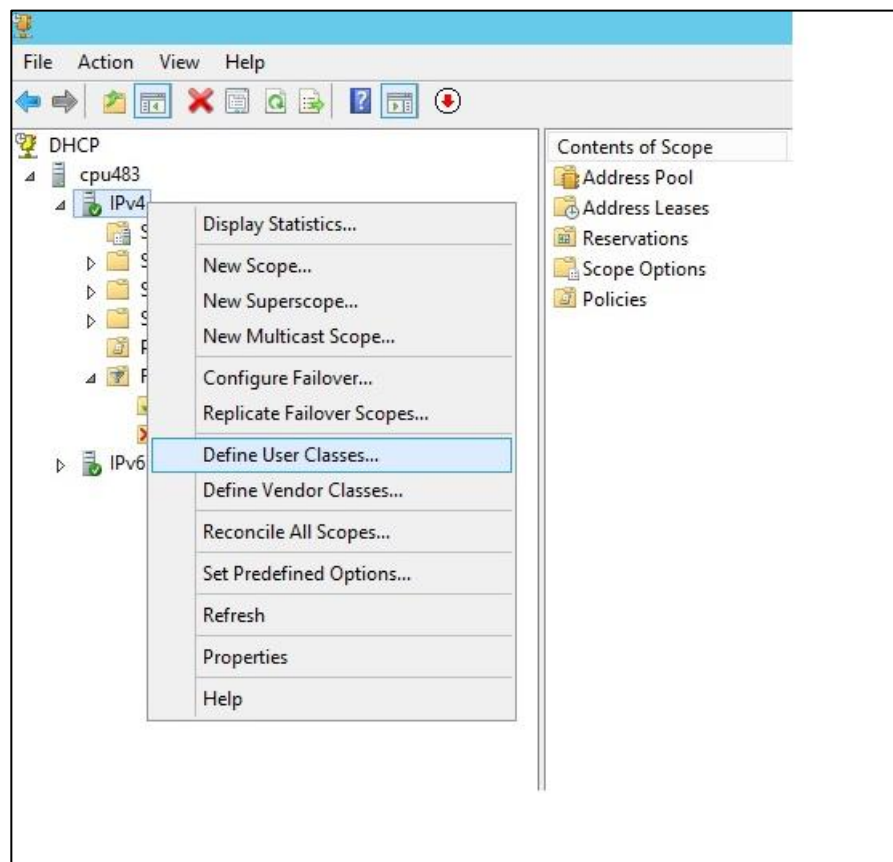 File Action View Help
DHCP
cpu483
IPv4
IPv6
Display Statistics...
New Scope...
New Superscope...
New Multicast Scope...
Configure Failover...
Replicate Failover Scopes...
Define User Classes...
Define Vendor Classes...
Reconcile All Scopes...
Set Predefined Options...
Refresh
Properties
Help
Contents of Scope
Address Pool
Address Leases
Reservations
Scope Options
Policies